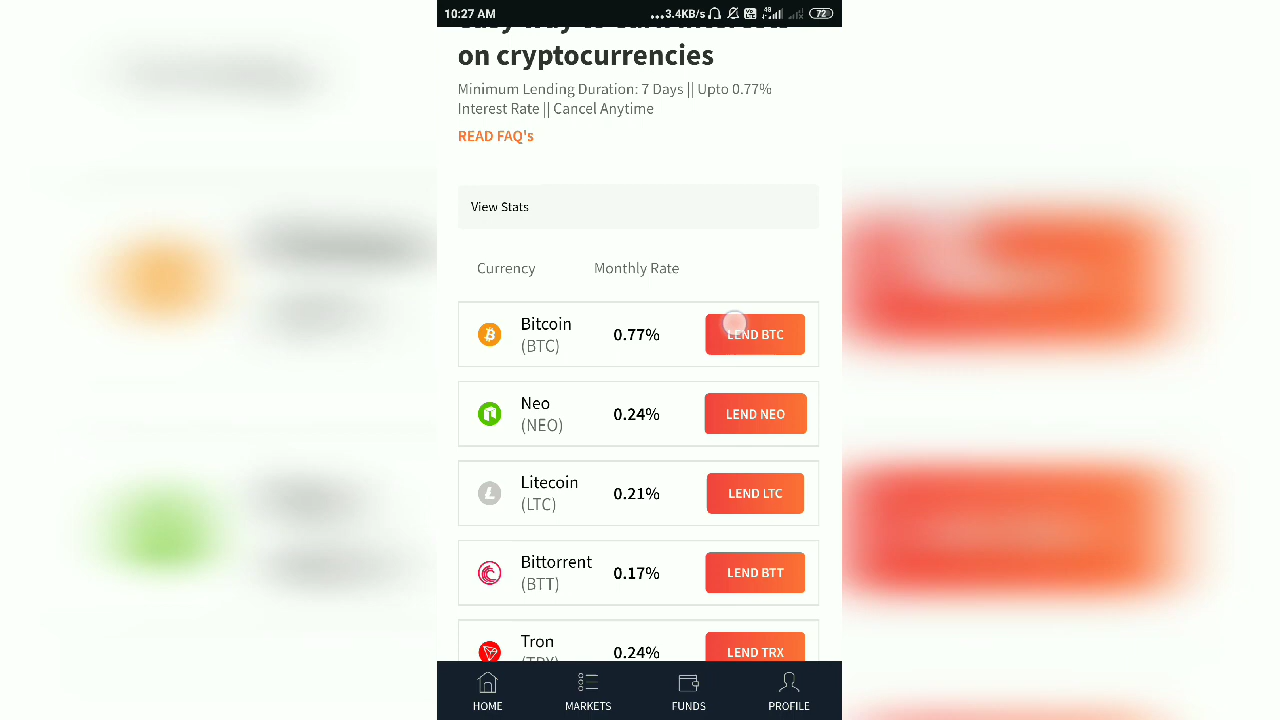 10:27 AM
...3.4KB/s
4G
72
on cryptocurrencies
Minimum Lending Duration: 7 Days || Upto 0.77%
Interest Rate || Cancel Anytime
READ FAQ's
View Stats
Currency Monthly Rate
Bitcoin
(BTC)
0.77%
LEND BTC
Neo
(NEO)
0.24%
LEND NEO
Litecoin
(LTC)
0.21%
LEND LTC
Bittorrent
(BTT)
0.17%
LEND BTT
Tron
(TRX)
0.24%
LEND TRX
HOME MARKETS FUNDS PROFILE